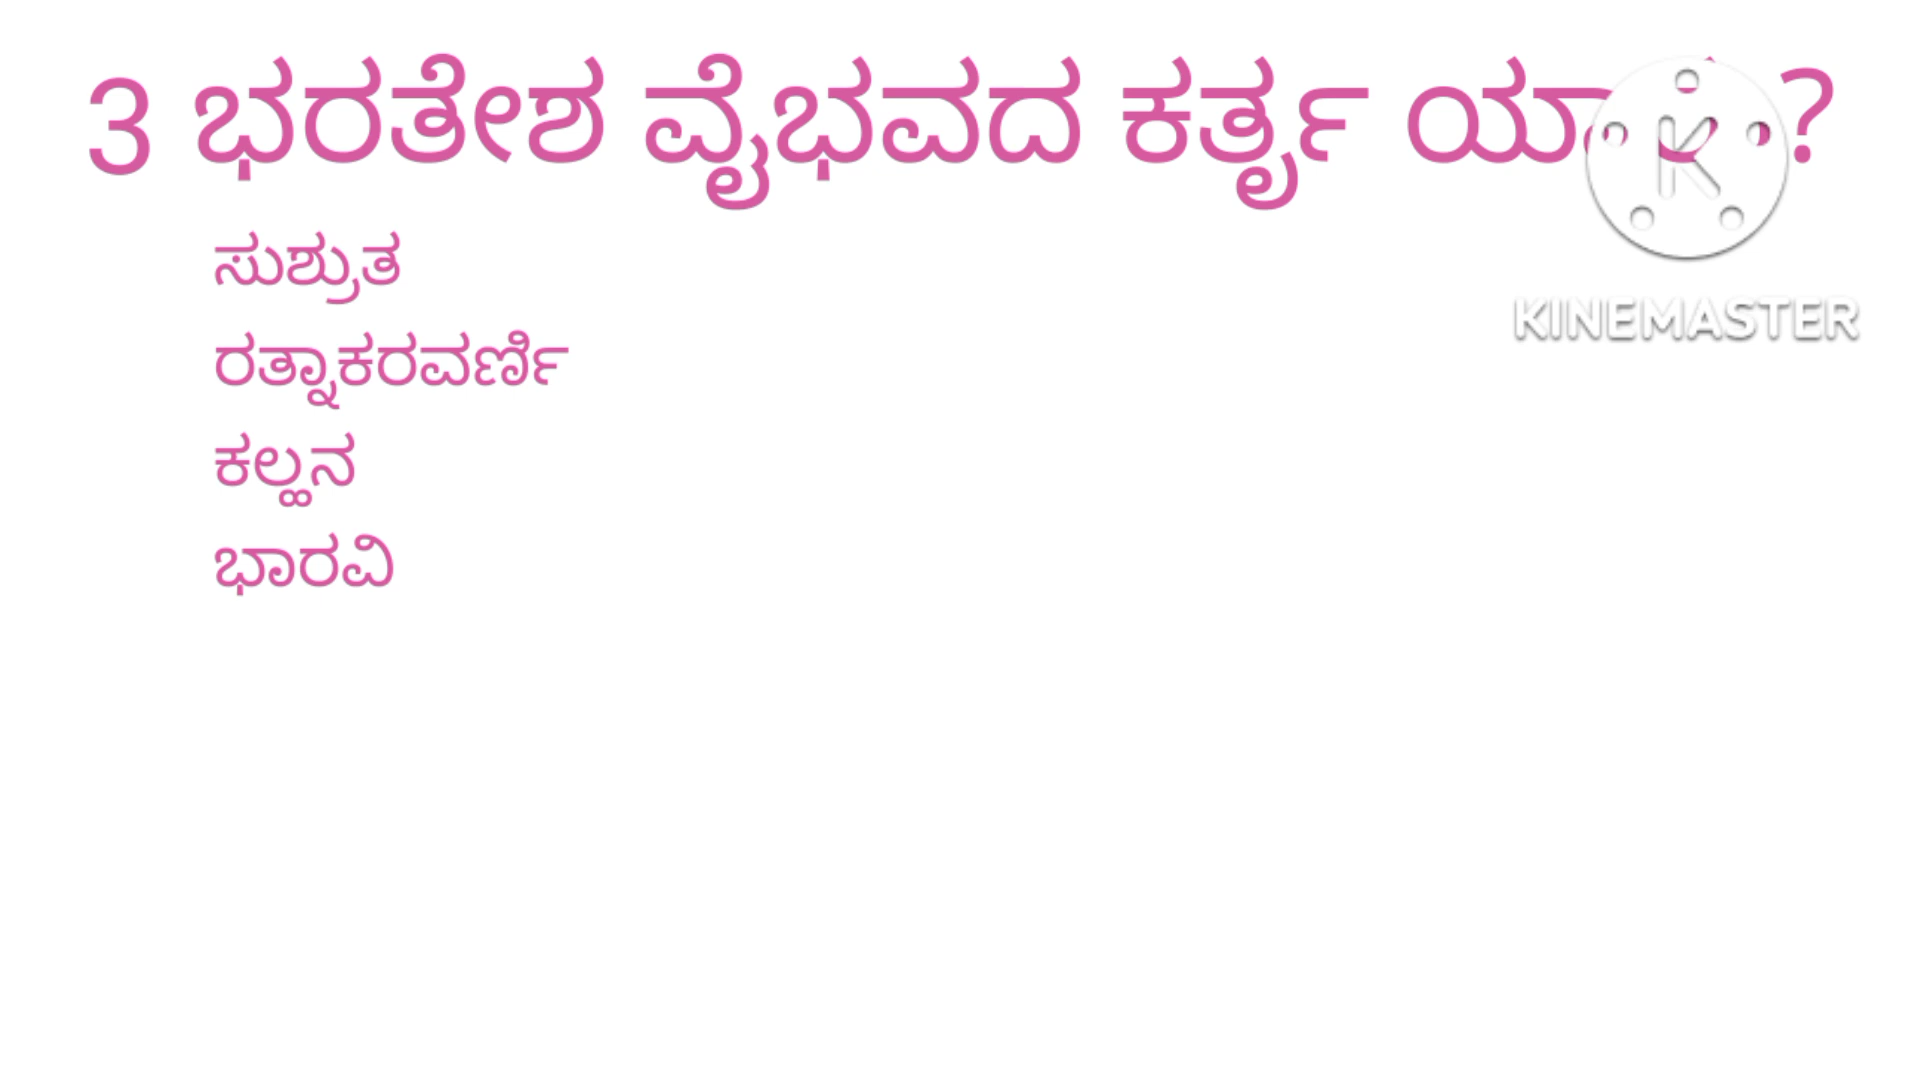 3 ಭರತೇಶ ವೈಭವದ ಕರ್ತೃ ?
ಸುಶ್ರುತ
ರತ್ನಾಕರವರ್ಣಿ
ಕಲ್ಹನ
ಭಾರವಿ
KINEMASTER